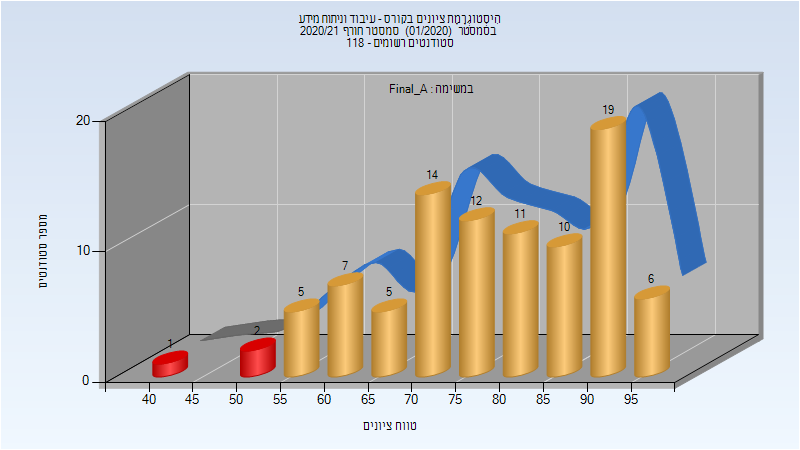 היסטוגרמת ציונים בקורס - עיבוד וניתוח מידע
בסמסטר (01/2020) סמסטר חורף 2020/21
סטודנטים רשומים - 118
במשימה : Final_A
20
10
0
מספר סטודנטים
1
2
5
7
5
14
12
11
10
19
6
40 45 50 55 60 65 70 75 80 85 90 95
טווח ציונים